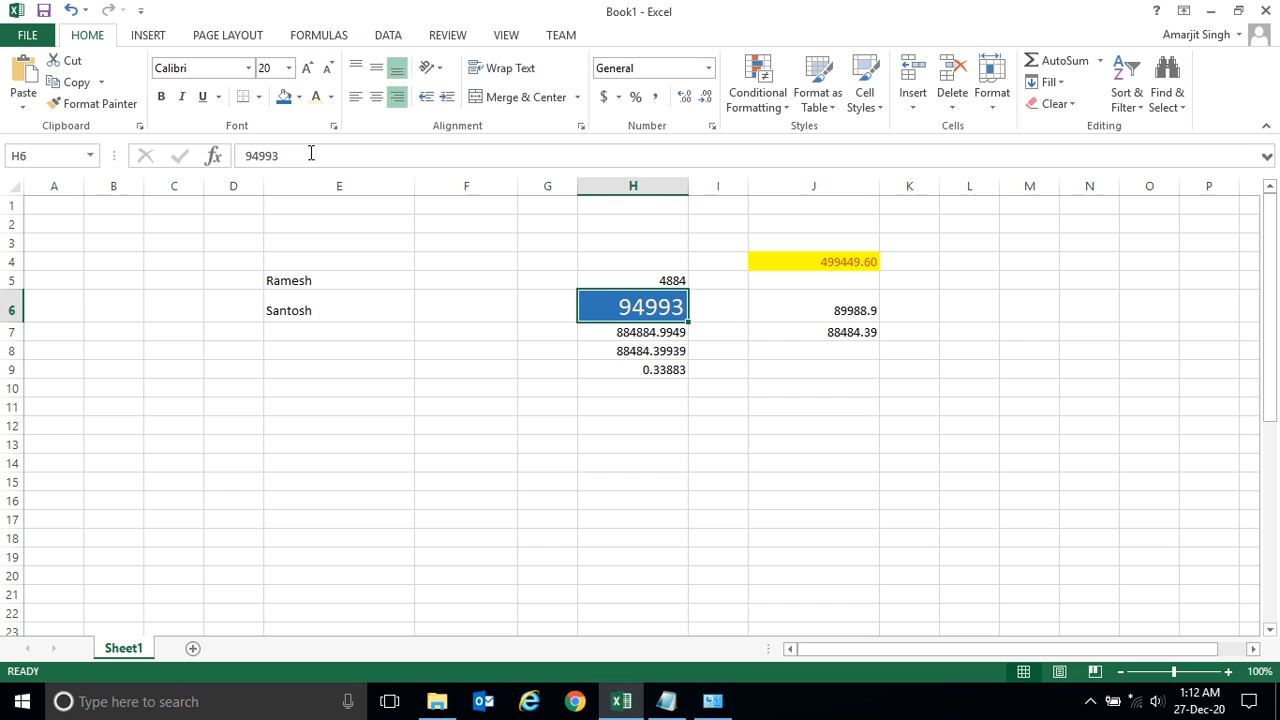 Book1 - Excel
?
FILE HOME INSERT PAGE LAYOUT FORMULAS DATA REVIEW VIEW TEAM
Amarjit Singh
Paste
Cut
Copy
Format Painter
Clipboard
Calibri 20
B I U A
Font
Wrap Text
Merge & Center
Alignment
General
$ % ,
Number
Conditional Formatting
Format as Table
Cell Styles
Styles
Insert
Delete
Format
Cells
AutoSum
Fill
Clear
Sort & Filter
Find & Select
Editing
H6 fx 94993
A B C D E F G H I J K L M N O P
1
2
3
4 499449.60
5 Ramesh 4884
6 Santosh 94993 89988.9
7 884884.9949 88484.39
8 88484.39939
9 0.33883
10
11
12
13
14
15
16
17
18
19
20
21
22
23
Sheet1
READY 100%
Type here to search
1:12 AM
27-Dec-20